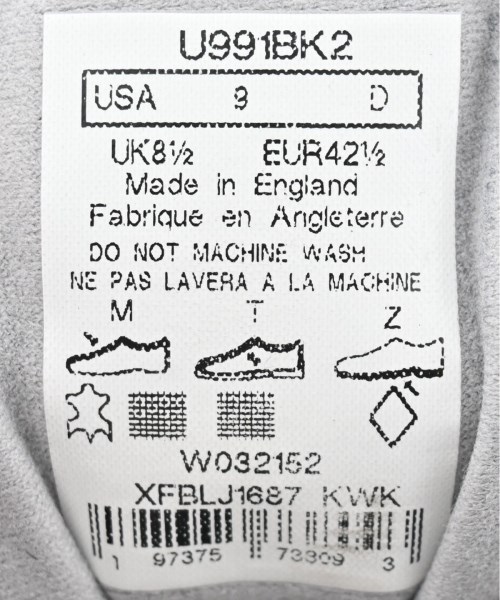 U991BK2
USA 9 D
UK8½ EUR42½
Made in England
Fabrique en Angleterre
DO NOT MACHINE WASH
NE PAS LAVERA A LA MACHINE
M T Z
W032152
XFBLJ1687 KWK
1 97375 73309 3